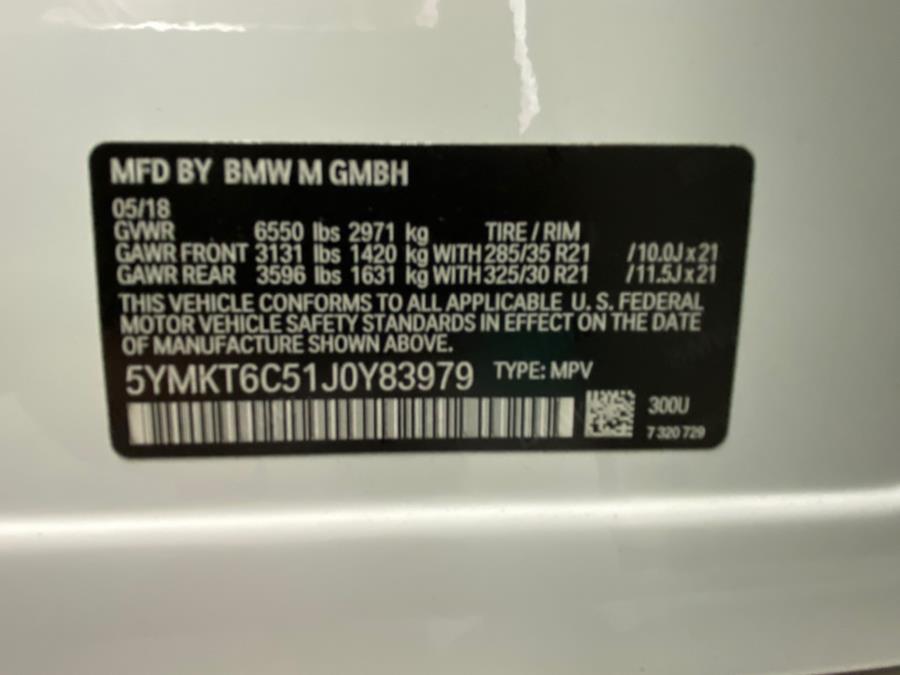 MFD BY BMW M GMBH
05/18
GVWR 6550 lbs 2971 kg TIRE / RIM
GAWR FRONT 3131 lbs 1420 kg WITH 285/35 R21 /10.0J x 21
GAWR REAR 3596 lbs 1631 kg WITH 325/30 R21 /11.5J x 21
THIS VEHICLE CONFORMS TO ALL APPLICABLE U. S. FEDERAL
MOTOR VEHICLE SAFETY STANDARDS IN EFFECT ON THE DATE
OF MANUFACTURE SHOWN ABOVE.
5YMKT6C51J0Y83979 TYPE: MPV
300U
7 320 729